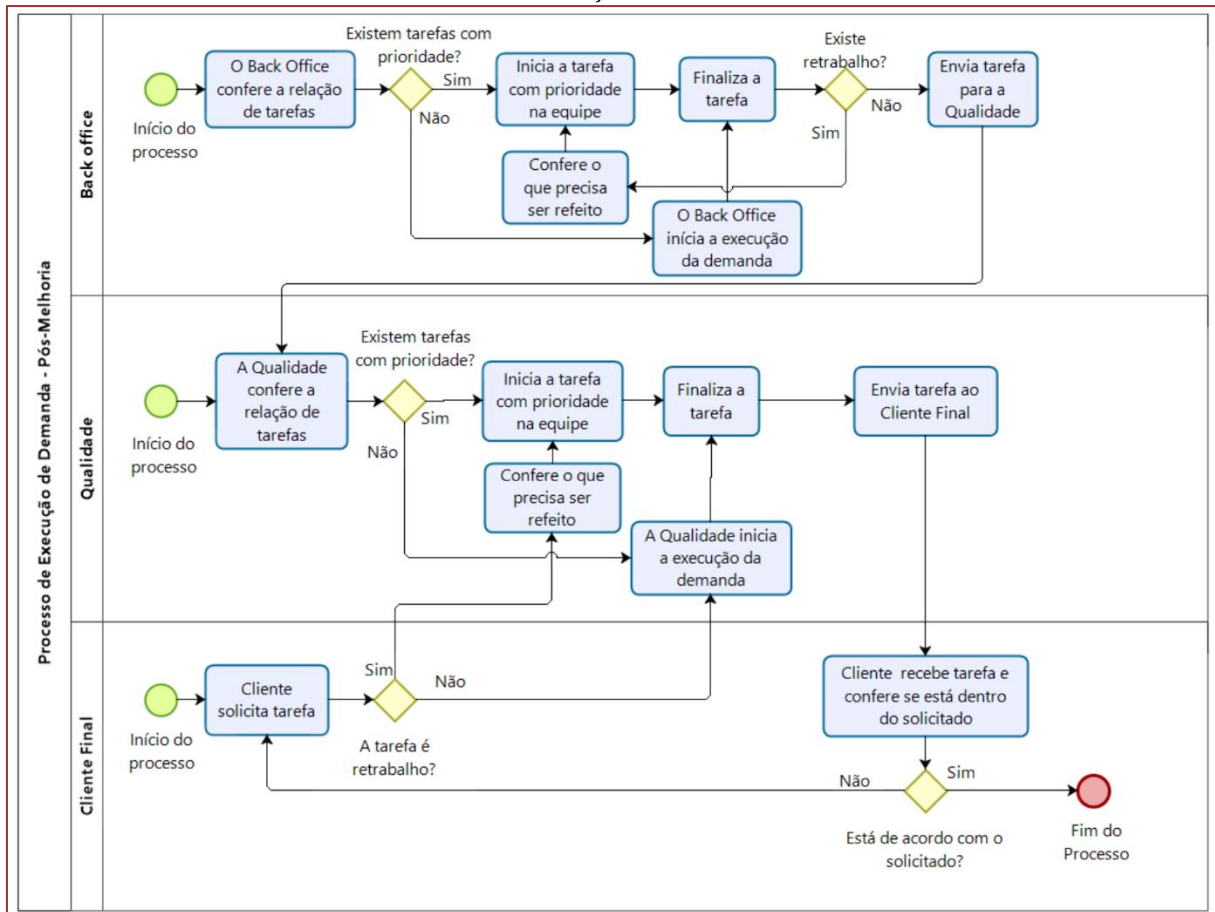 Processo de Execução de Demanda - Pós-Melhoria
Back office
Início do
processo
O Back Office
confere a relação
de tarefas
Existem tarefas com
prioridade?
Sim
Não
Inicia a tarefa
com prioridade
na equipe
Finaliza a
tarefa
Existe
retrabalho?
Não
Sim
Envia tarefa
para a
Qualidade
Confere o
que precisa
ser refeito
O Back Office
inícia a execução
da demanda
Qualidade
Início do
processo
A Qualidade
confere a
relação de
tarefas
Existem tarefas
com prioridade?
Sim
Não
Inicia a tarefa
com prioridade
na equipe
Finaliza a
tarefa
Envia tarefa ao
Cliente Final
Confere o que
precisa ser
refeito
A Qualidade inicia
a execução da
demanda
Cliente Final
Início do
processo
Cliente
solicita tarefa
Sim
Não
A tarefa é
retrabalho?
Cliente recebe tarefa e
confere se está dentro
do solicitado
Não
Sim
Está de acordo com o
solicitado?
Fim do
Processo